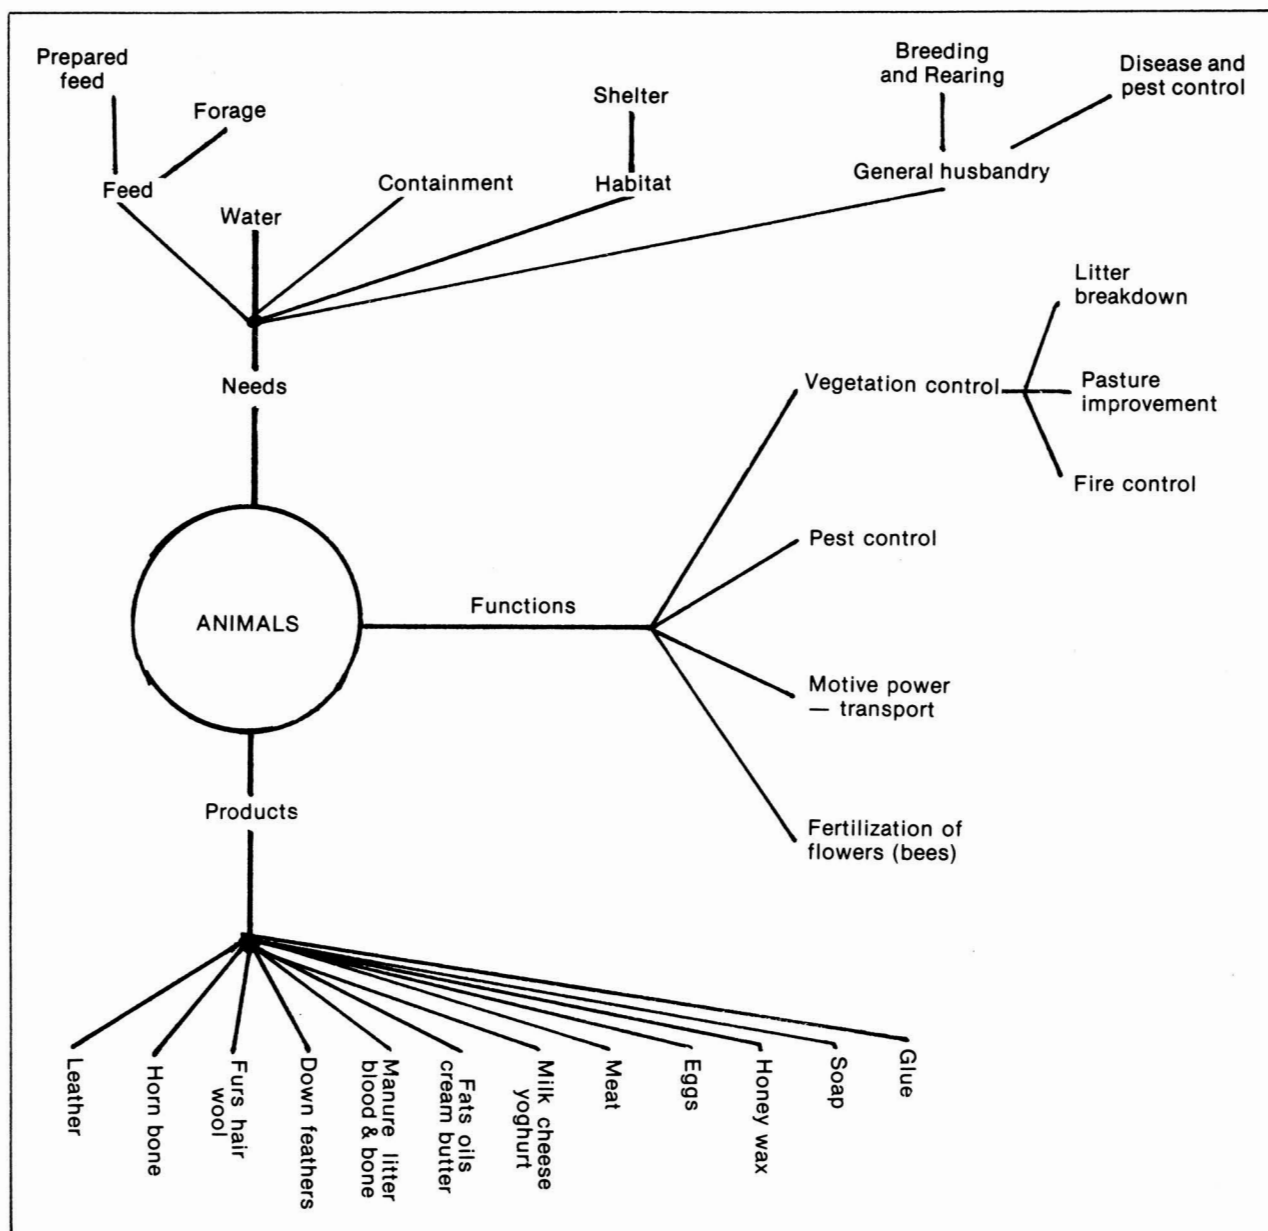 Prepared
feed
Forage
Feed
Water
Containment
Shelter
Habitat
Breeding
and Rearing
Disease and
pest control
General husbandry
Needs
Litter
breakdown
Vegetation control
Pasture
improvement
Fire control
Pest control
ANIMALS
Functions
Motive power
— transport
Products
Fertilization of
flowers (bees)
Leather
Horn bone
Furs hair
wool
Down feathers
Manure litter
blood & bone
Fats oils
cream butter
Milk cheese
yoghurt
Meat
Eggs
Honey wax
Soap
Glue